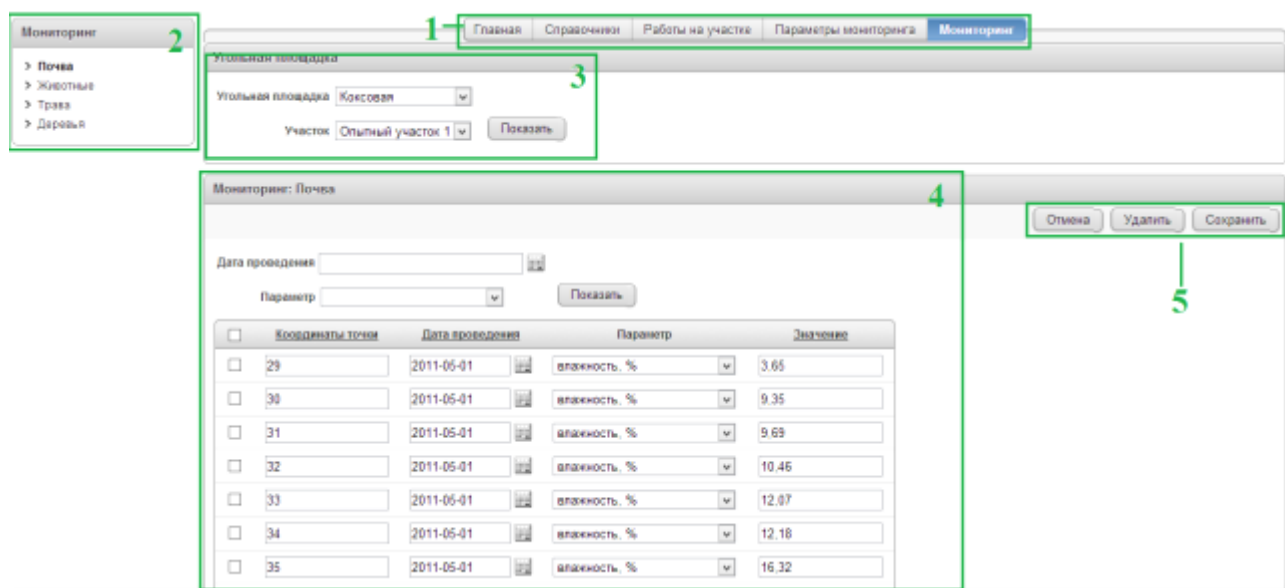 1 Главная Справочники Работы на участке Параметры мониторинга Мониторинг
Мониторинг 2
> Почва
> Животные
> Трава
> Деревья
Угольная площадка
3
Угольная площадка Коксовая
Участок Опытный участок 1 Показать
Мониторинг: Почва 4
Отмена Удалить Сохранить
5
Дата проведения
Параметр Показать
Координаты точки Дата проведения Параметр Значение
29 2011-05-01 влажность, % 3,65
30 2011-05-01 влажность, % 9,35
31 2011-05-01 влажность, % 9,69
32 2011-05-01 влажность, % 10,46
33 2011-05-01 влажность, % 12,07
34 2011-05-01 влажность, % 12,18
35 2011-05-01 влажность, % 16,32